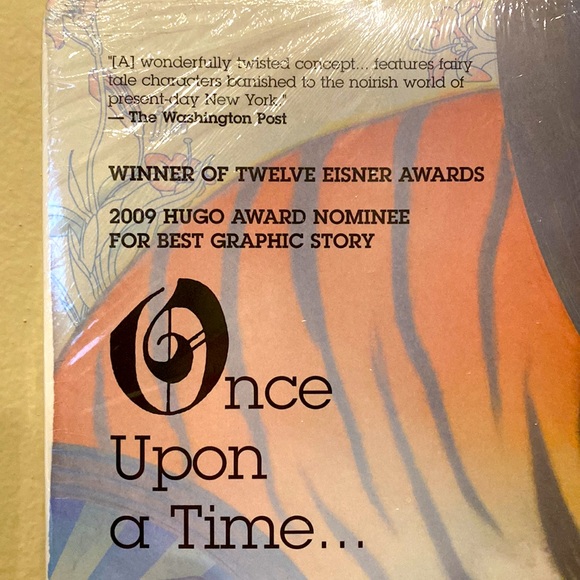 "[A] wonderfully twisted concept... features fairy
tale characters banished to the noirish world of
present-day New York."
— The Washington Post
WINNER OF TWELVE EISNER AWARDS
2009 HUGO AWARD NOMINEE
FOR BEST GRAPHIC STORY
Once
Upon
a Time...